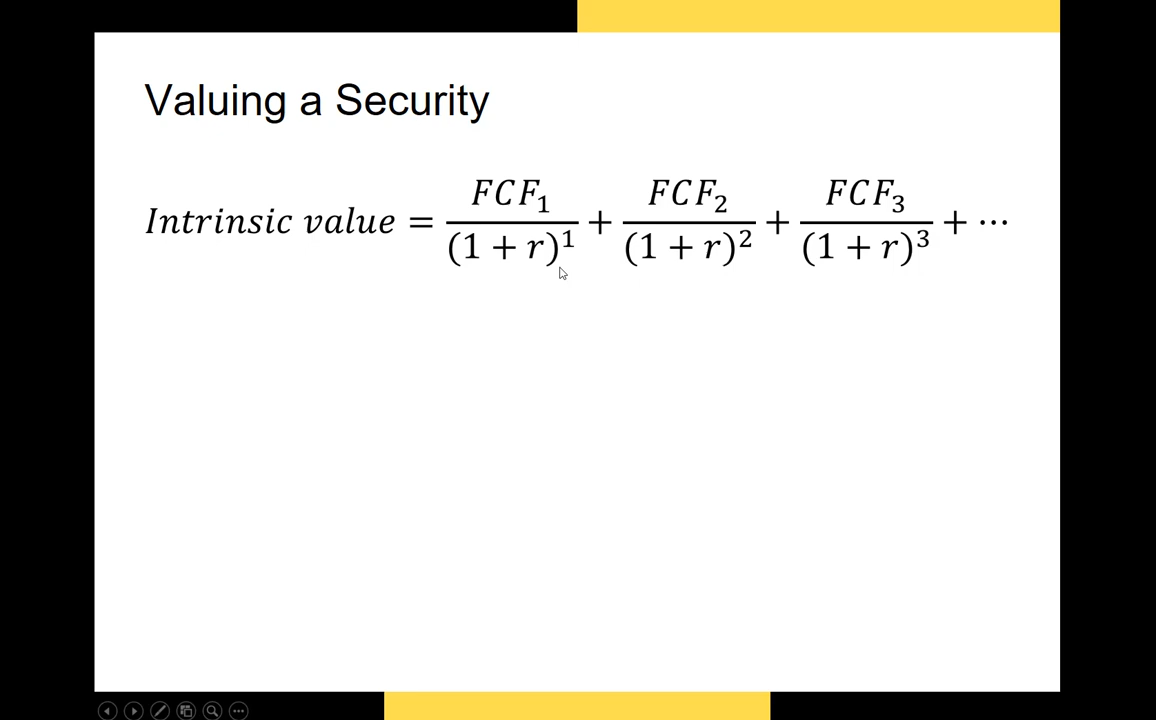 Valuing a Security
Intrinsic value = FCF₁/(1 + r)¹ + FCF₂/(1 + r)² + FCF₃/(1 + r)³ + ⋯